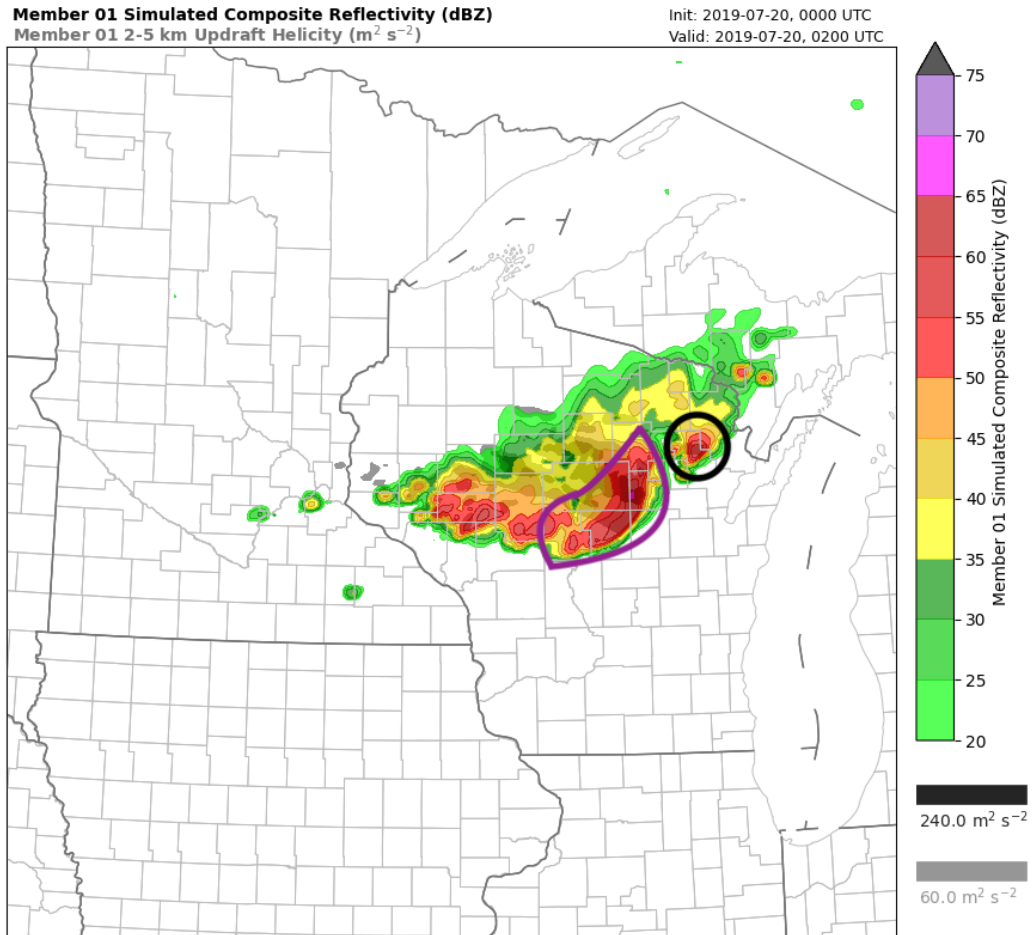 Member 01 Simulated Composite Reflectivity (dBZ)
Member 01 2-5 km Updraft Helicity (m² s⁻²)
Init: 2019-07-20, 0000 UTC
Valid: 2019-07-20, 0200 UTC
75
70
65
60
55
50
45
40
35
30
25
20
Member 01 Simulated Composite Reflectivity (dBZ)
240.0 m² s⁻²
60.0 m² s⁻²